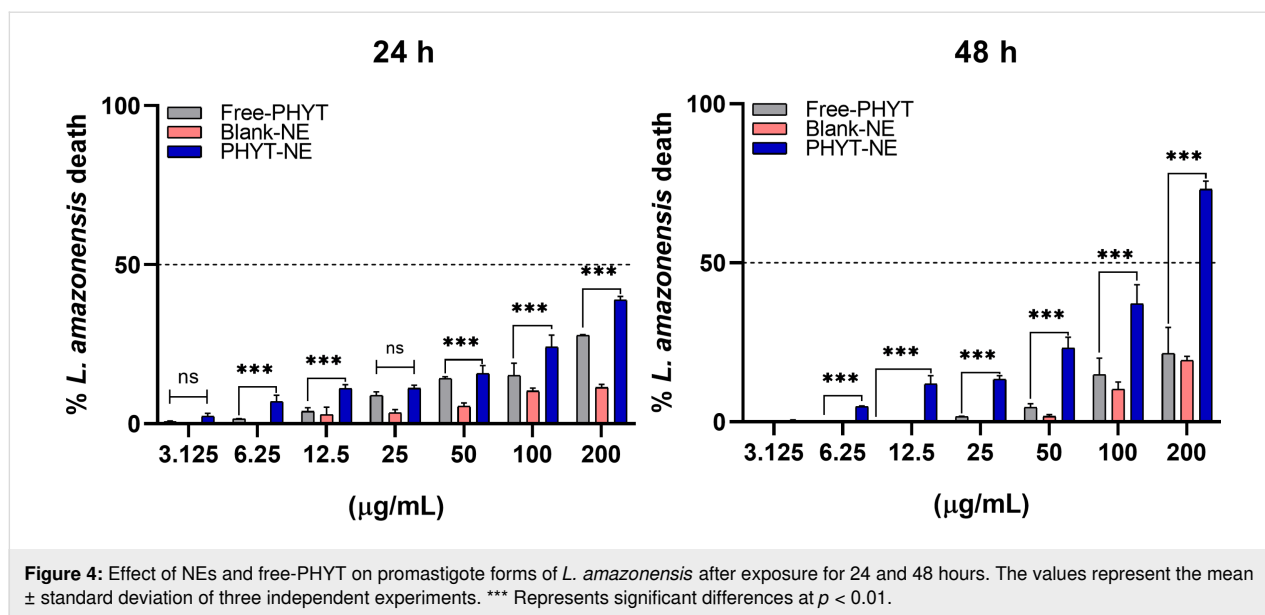 24 h
% L. amazonensis death
100
50
0
Free-PHYT
Blank-NE
PHYT-NE
ns
***
***
ns
***
***
***
3.125 6.25 12.5 25 50 100 200
(μg/mL)
48 h
% L. amazonensis death
100
50
0
Free-PHYT
Blank-NE
PHYT-NE
***
***
***
***
***
***
3.125 6.25 12.5 25 50 100 200
(μg/mL)
Figure 4: Effect of NEs and free-PHYT on promastigote forms of L. amazonensis after exposure for 24 and 48 hours. The values represent the mean
± standard deviation of three independent experiments. *** Represents significant differences at p < 0.01.